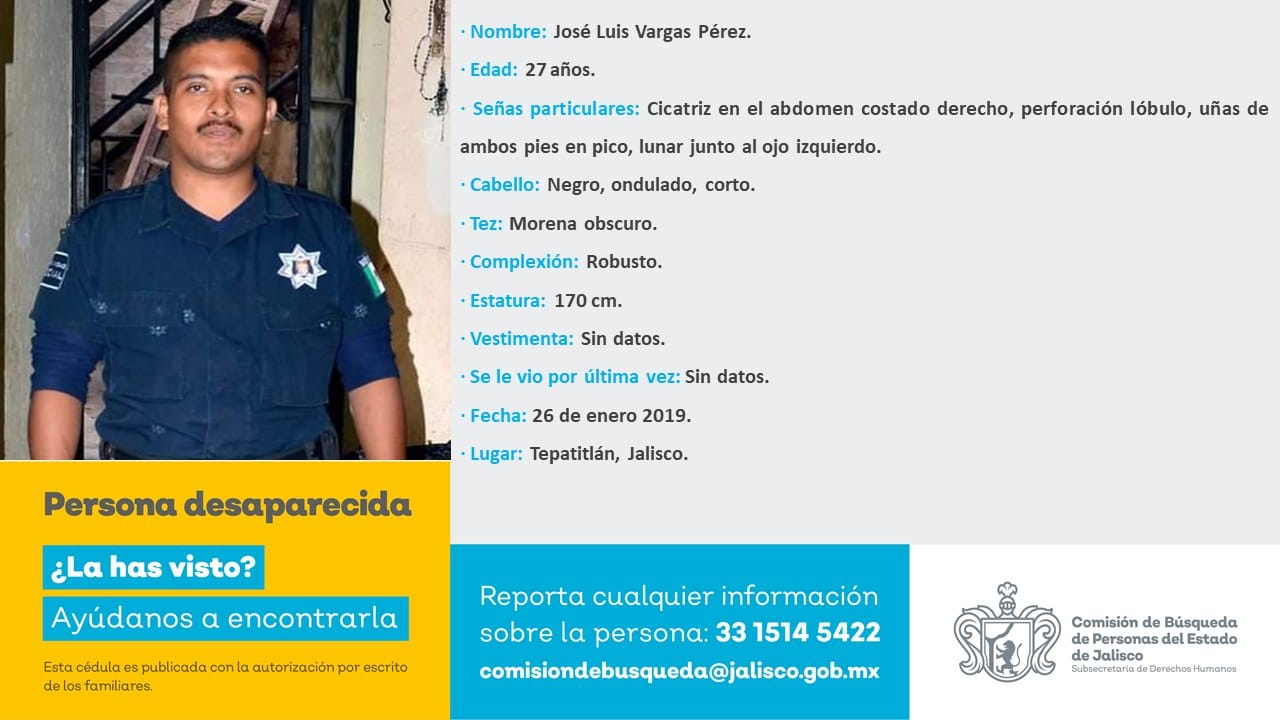 · Nombre: José Luis Vargas Pérez.
· Edad: 27 años.
· Señas particulares: Cicatriz en el abdomen costado derecho, perforación lóbulo, uñas de
ambos pies en pico, lunar junto al ojo izquierdo.
· Cabello: Negro, ondulado, corto.
· Tez: Morena obscuro.
· Complexión: Robusto.
· Estatura: 170 cm.
· Vestimenta: Sin datos.
· Se le vio por última vez: Sin datos.
· Fecha: 26 de enero 2019.
· Lugar: Tepatitlán, Jalisco.
Persona desaparecida
¿La has visto?
Ayúdanos a encontrarla
Esta cédula es publicada con la autorización por escrito
de los familiares.
Reporta cualquier información
sobre la persona: 33 1514 5422
comisiondebusqueda@jalisco.gob.mx
Comisión de Búsqueda
de Personas del Estado
de Jalisco
Subsecretaría de Derechos Humanos